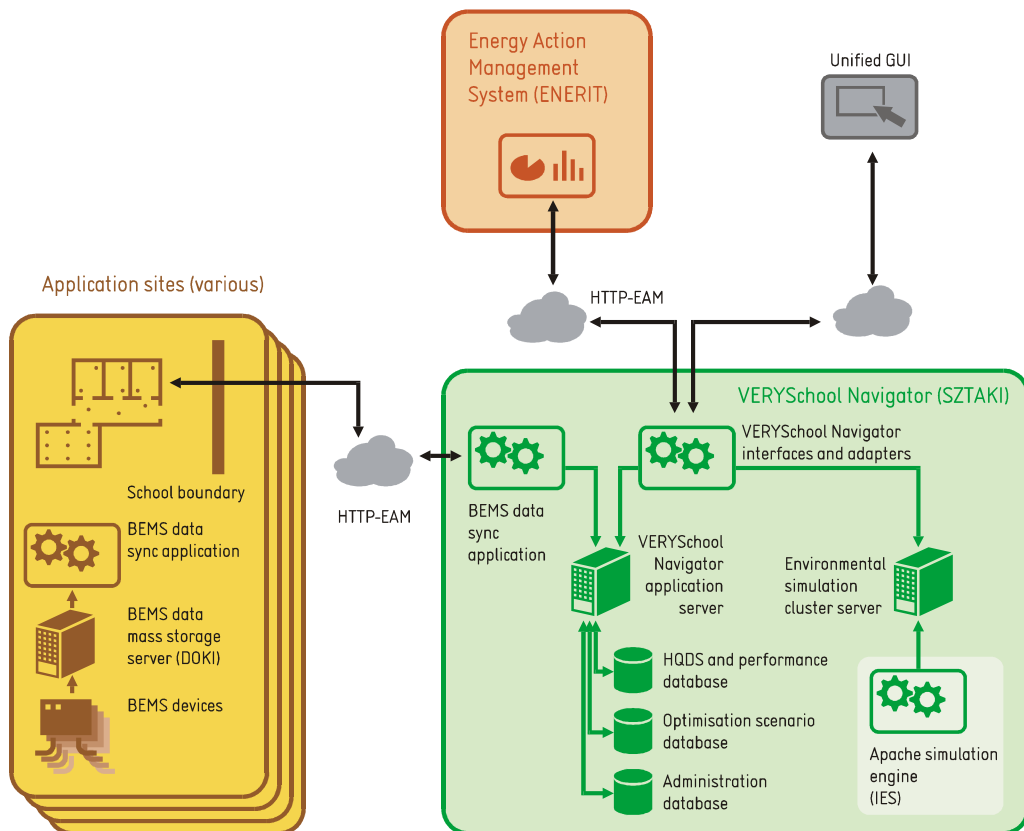 Energy Action
Management
System (ENERIT)
Unified GUI
HTTP-EAM
Application sites (various)
School boundary
BEMS data
sync application
BEMS data
mass storage
server (DOKI)
BEMS devices
HTTP-EAM
VERYSchool Navigator (SZTAKI)
VERYSchool Navigator
interfaces and adapters
BEMS data
sync
application
VERYSchool
Navigator
application
server
Environmental
simulation
cluster server
HQDS and performance
database
Optimisation scenario
database
Administration
database
Apache simulation
engine
(IES)